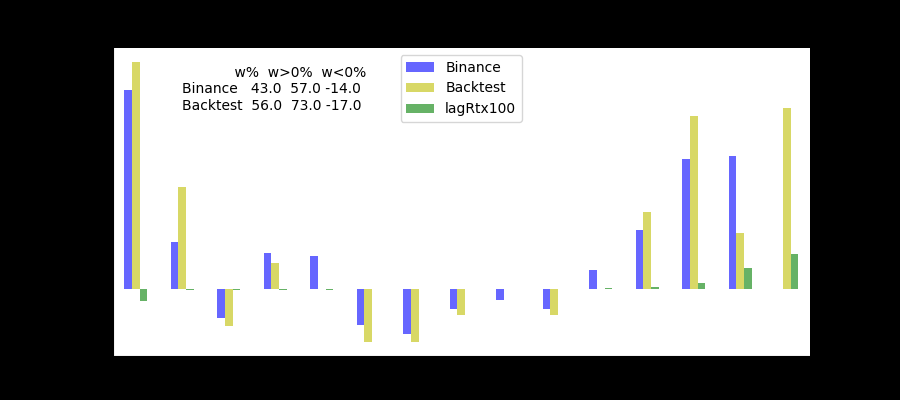 w% w>0% w<0%
Binance 43.0 57.0 -14.0
Backtest 56.0 73.0 -17.0
Binance
Backtest
lagRtx100